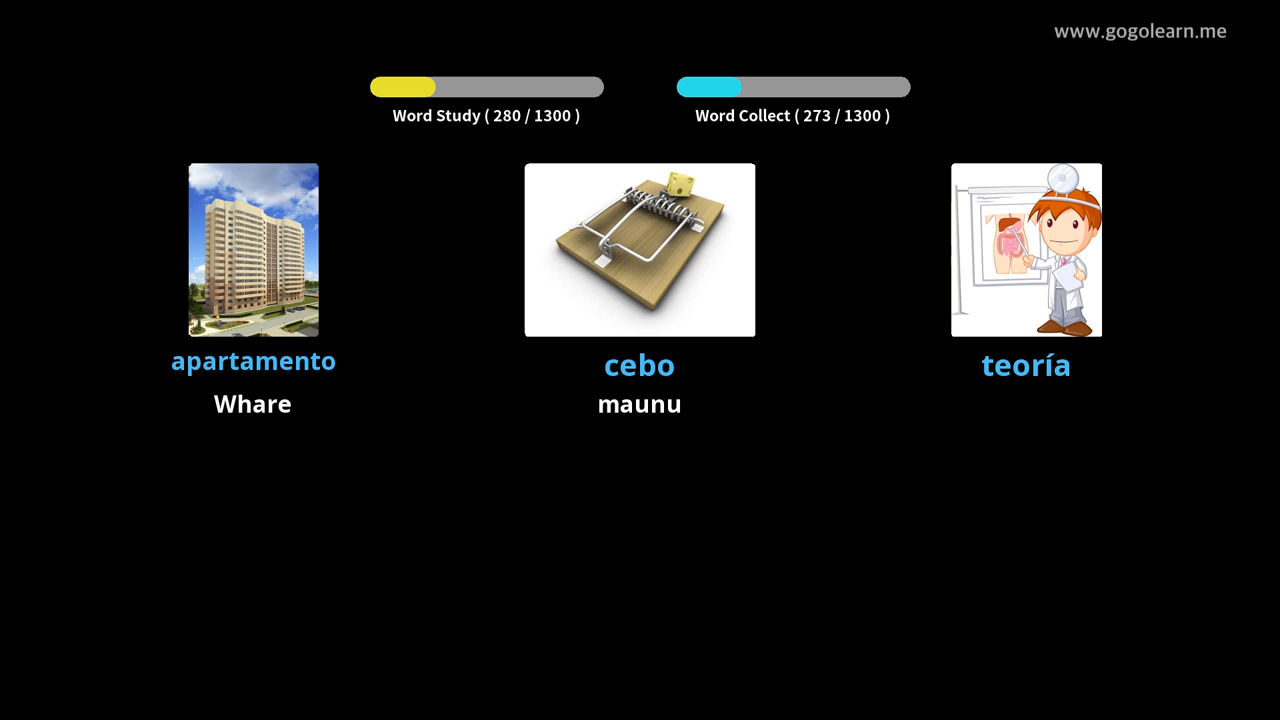 www.gogolearn.me
Word Study ( 280 / 1300 )
Word Collect ( 273 / 1300 )
apartamento
cebo
teoría
Whare
maunu